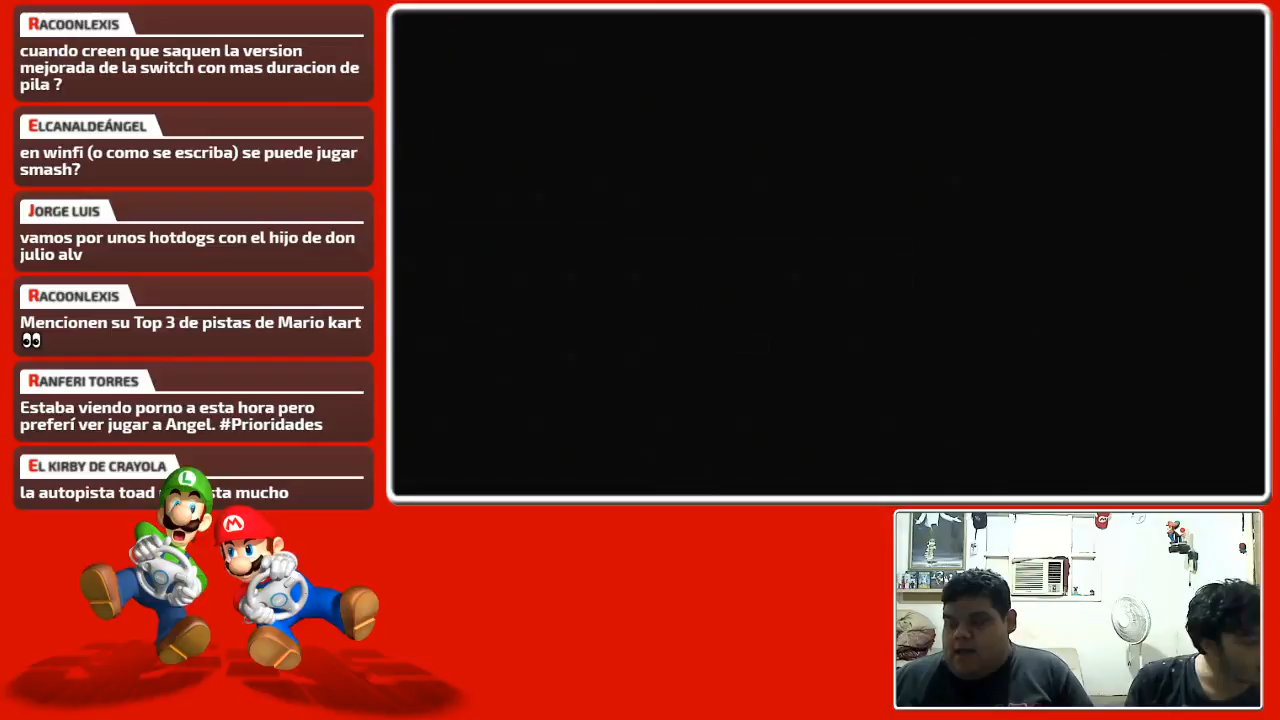 RACOONLEXIS
cuando creen que saquen la version
mejorada de la switch con mas duracion de
pila ?
ELCANALDEÁNGEL
en winfi (o como se escriba) se puede jugar
smash?
JORGE LUIS
vamos por unos hotdogs con el hijo de don
julio alv
RACOONLEXIS
Mencionen su Top 3 de pistas de Mario kart
👀
RANFERI TORRES
Estaba viendo porno a esta hora pero
preferí ver jugar a Angel. #Prioridades
EL KIRBY DE CRAYOLA
la autopista toad mucho
L
M